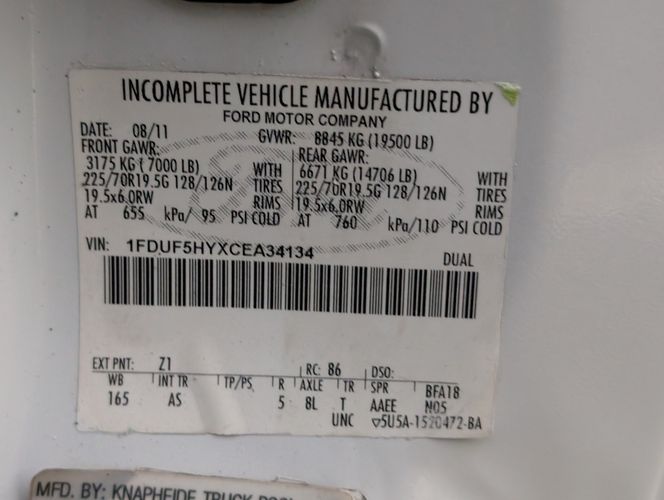 INCOMPLETE VEHICLE MANUFACTURED BY
FORD MOTOR COMPANY
DATE: 08/11 GVWR: 8845 KG (19500 LB)
FRONT GAWR: REAR GAWR:
3175 KG ( 7000 LB) WITH 6671 KG (14706 LB) WITH
225/70R19.5G 128/126N TIRES 225/70R19.5G 128/126N TIRES
19.5x6.0RW RIMS 19.5x6.0RW RIMS
AT 655 kPa/ 95 PSI COLD AT 760 kPa/110 PSI COLD
VIN: 1FDUF5HYXCEA34134 DUAL
EXT PNT: Z1 RC: 86 DSO:
WB INT TR TP/PS R AXLE TR SPR BFA18
165 AS 5 8L T AAEE N05
UNC ▽5U5A-1520472-BA
MFD. BY: KNAPHEIDE TRUCK